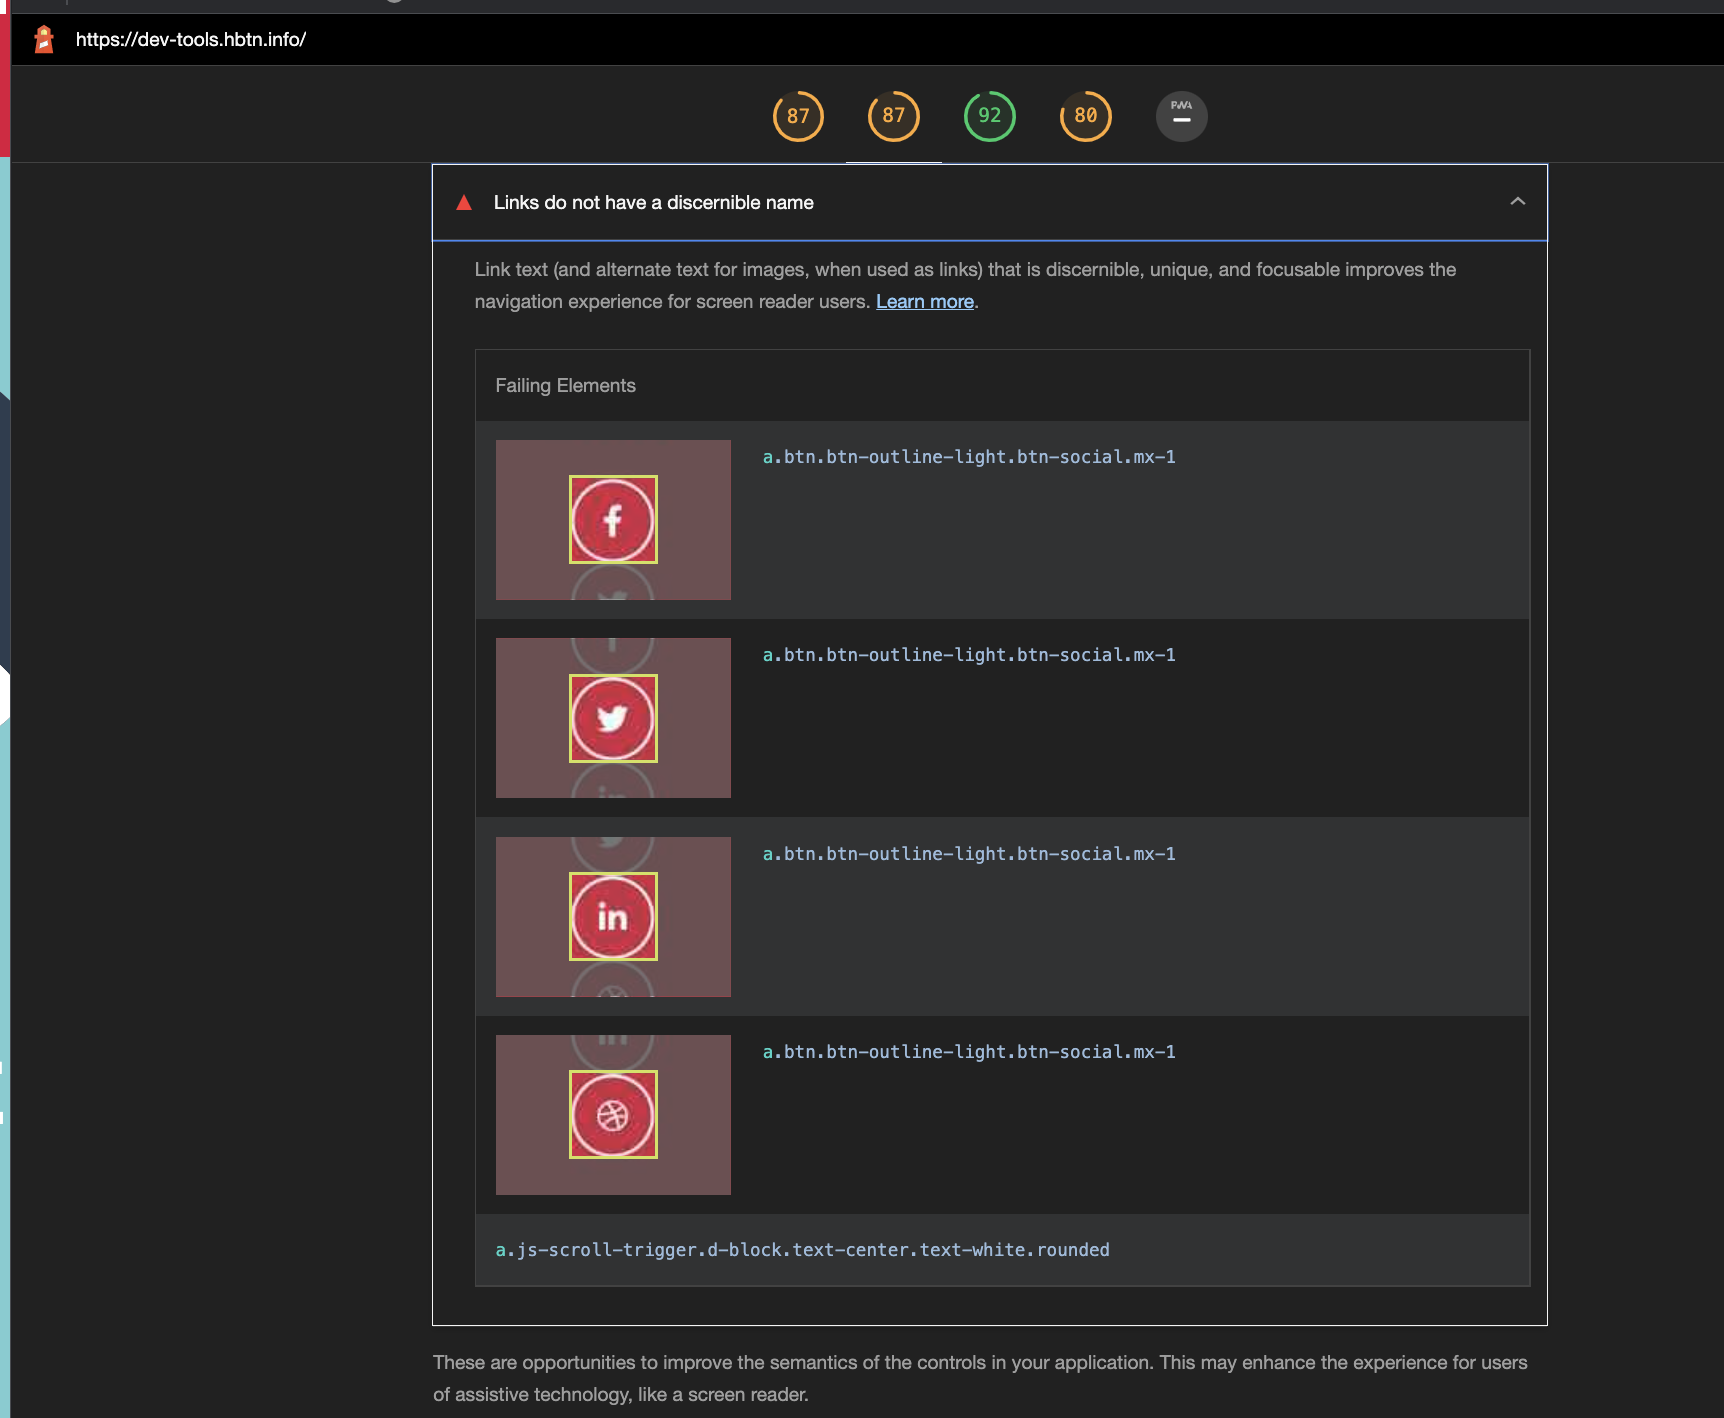 https://dev-tools.hbtn.info/
87 87 92 80 PWA
Links do not have a discernible name
Link text (and alternate text for images, when used as links) that is discernible, unique, and focusable improves the
navigation experience for screen reader users. Learn more.
Failing Elements
a.btn.btn-outline-light.btn-social.mx-1
f
a.btn.btn-outline-light.btn-social.mx-1
in
a.btn.btn-outline-light.btn-social.mx-1
in
in
a.btn.btn-outline-light.btn-social.mx-1
a.js-scroll-trigger.d-block.text-center.text-white.rounded
These are opportunities to improve the semantics of the controls in your application. This may enhance the experience for users
of assistive technology, like a screen reader.